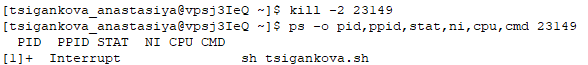 [tsigankova_anastasiya@vpsj3IeQ ~]$ kill -2 23149
[tsigankova_anastasiya@vpsj3IeQ ~]$ ps -o pid,ppid,stat,ni,cpu,cmd 23149
  PID  PPID STAT  NI CPU CMD
[1]+  Interrupt               sh tsigankova.sh